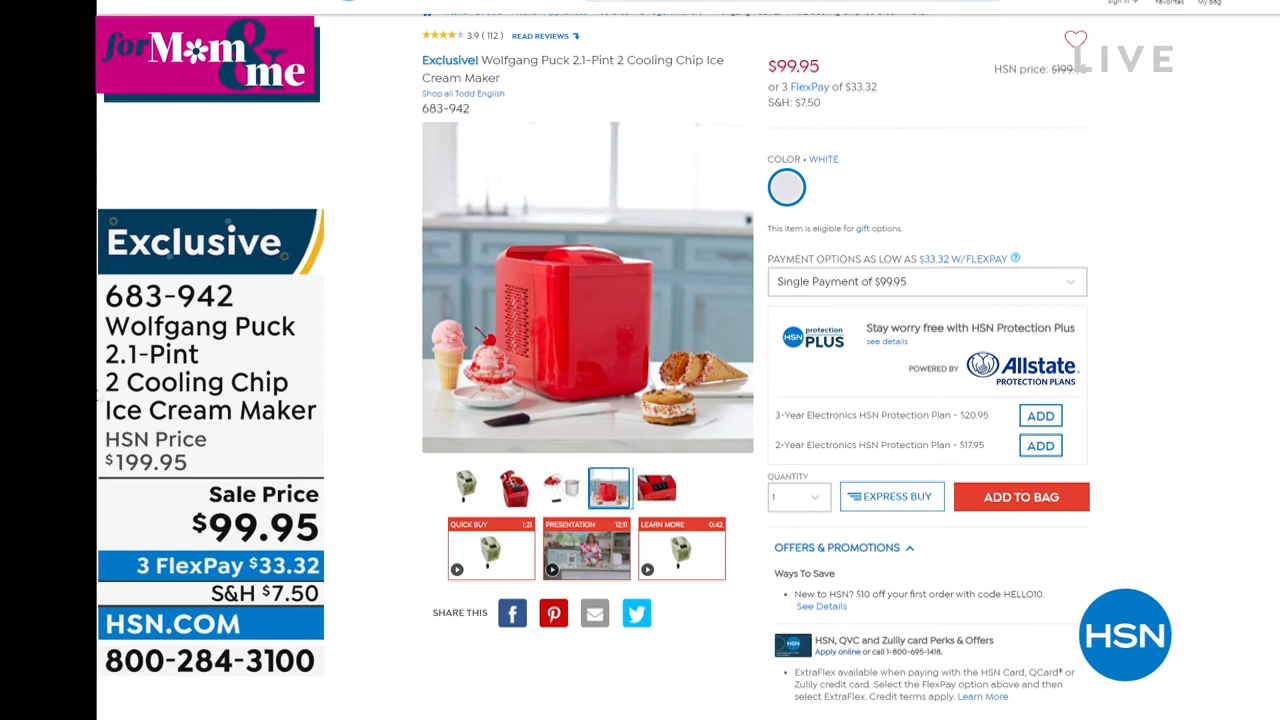 for Mom
& me
Exclusive
683-942
Wolfgang Puck
2.1-Pint
2 Cooling Chip
Ice Cream Maker
HSN Price
$199.95
Sale Price
$99.95
3 FlexPay $33.32
S&H $7.50
HSN.COM
800-284-3100
3.9 (112) READ REVIEWS
Exclusive! Wolfgang Puck 2.1-Pint 2 Cooling Chip Ice
Cream Maker
Shop all Todd English
683-942
QUICK BUY 1:21
PRESENTATION 12:11
LEARN MORE 0:42
SHARE THIS
LIVE
$99.95
HSN price:
or 3 FlexPay of $33.32
S&H: $7.50
COLOR • WHITE
This item is eligible for gift options.
PAYMENT OPTIONS AS LOW AS $33.32 W/FLEXPAY
Single Payment of $99.95
HSN protection PLUS
Stay worry free with HSN Protection Plus
see details
POWERED BY Allstate
PROTECTION PLANS
3-Year Electronics HSN Protection Plan - $20.95 ADD
2-Year Electronics HSN Protection Plan - $17.95 ADD
QUANTITY
1 EXPRESS BUY ADD TO BAG
OFFERS & PROMOTIONS
Ways To Save
• New to HSN? $10 off your first order with code HELLO10.
See Details
HSN, QVC and Zulily card Perks & Offers
Apply online or call 1-800-695-1418.
• ExtraFlex available when paying with the HSN Card, QCard® or
Zulily credit card. Select the FlexPay option above and then
select ExtraFlex. Credit terms apply. Learn More
HSN